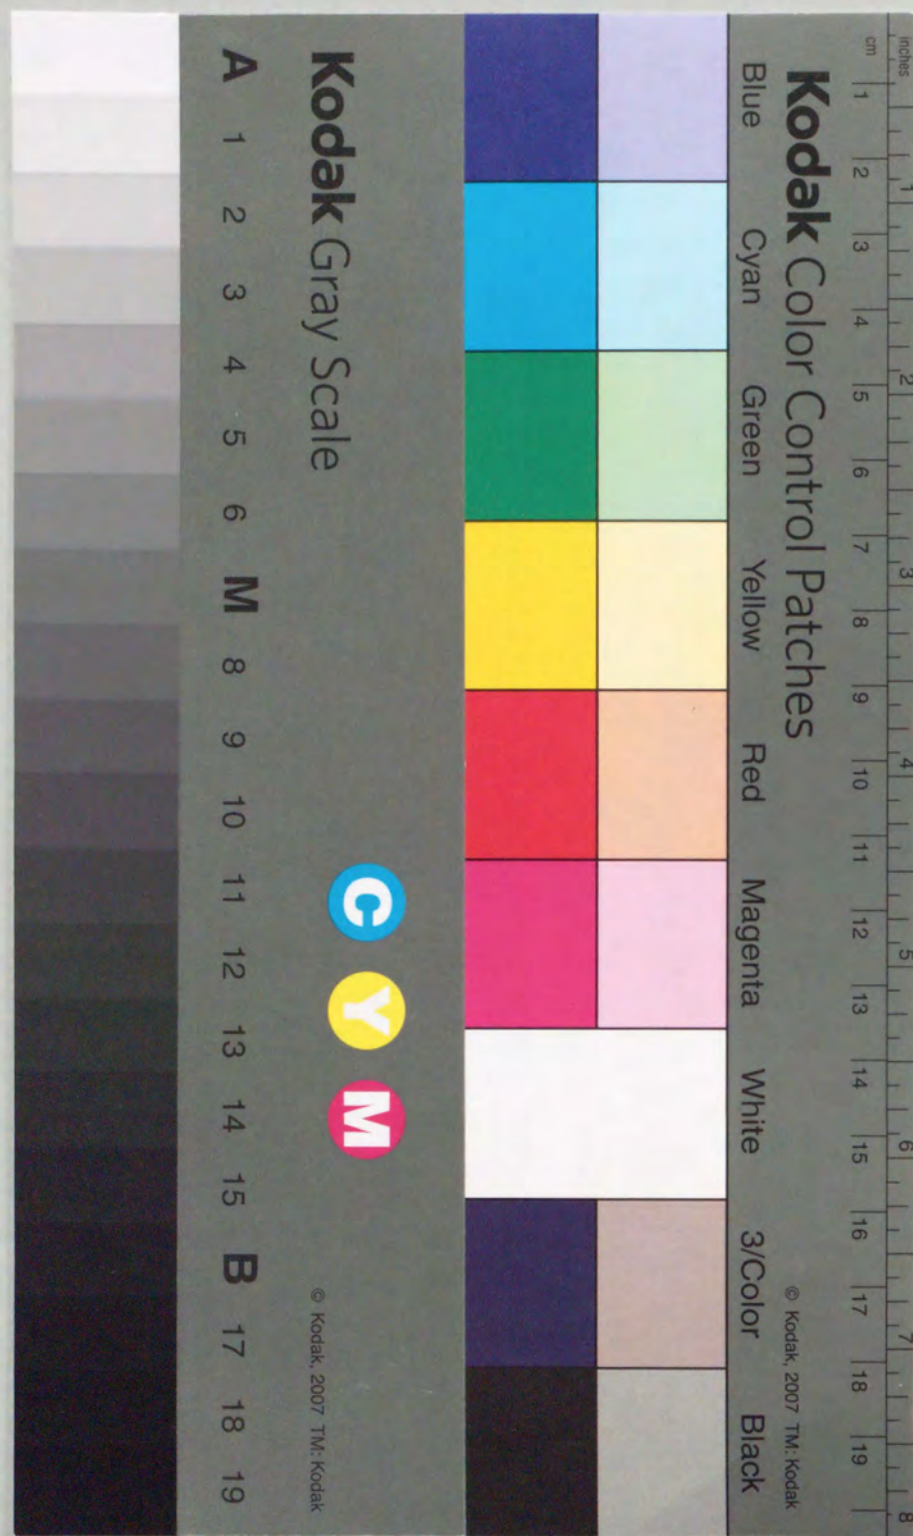 inches
cm
1 2 3 4 5 6 7 8
1 2 3 4 5 6 7 8 9 10 11 12 13 14 15 16 17 18 19
Kodak Color Control Patches
© Kodak, 2007 TM: Kodak
Blue Cyan Green Yellow Red Magenta White 3/Color Black
C Y M
Kodak Gray Scale
© Kodak, 2007 TM: Kodak
A 1 2 3 4 5 6 M 8 9 10 11 12 13 14 15 B 17 18 19